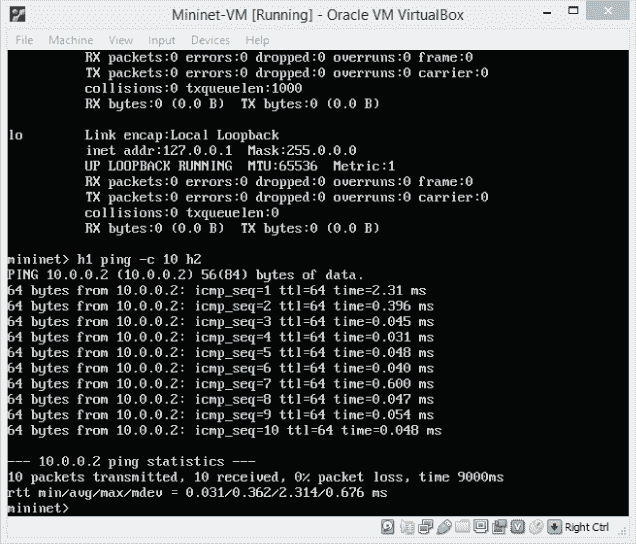 Mininet-VM [Running] - Oracle VM VirtualBox
File Machine View Input Devices Help
RX packets:0 errors:0 dropped:0 overruns:0 frame:0
TX packets:0 errors:0 dropped:0 overruns:0 carrier:0
collisions:0 txqueuelen:1000
RX bytes:0 (0.0 B) TX bytes:0 (0.0 B)
lo Link encap:Local Loopback
inet addr:127.0.0.1 Mask:255.0.0.0
UP LOOPBACK RUNNING MTU:65536 Metric:1
RX packets:0 errors:0 dropped:0 overruns:0 frame:0
TX packets:0 errors:0 dropped:0 overruns:0 carrier:0
collisions:0 txqueuelen:0
RX bytes:0 (0.0 B) TX bytes:0 (0.0 B)
mininet> h1 ping -c 10 h2
PING 10.0.0.2 (10.0.0.2) 56(84) bytes of data.
64 bytes from 10.0.0.2: icmp_seq=1 ttl=64 time=2.31 ms
64 bytes from 10.0.0.2: icmp_seq=2 ttl=64 time=0.396 ms
64 bytes from 10.0.0.2: icmp_seq=3 ttl=64 time=0.045 ms
64 bytes from 10.0.0.2: icmp_seq=4 ttl=64 time=0.031 ms
64 bytes from 10.0.0.2: icmp_seq=5 ttl=64 time=0.048 ms
64 bytes from 10.0.0.2: icmp_seq=6 ttl=64 time=0.040 ms
64 bytes from 10.0.0.2: icmp_seq=7 ttl=64 time=0.600 ms
64 bytes from 10.0.0.2: icmp_seq=8 ttl=64 time=0.047 ms
64 bytes from 10.0.0.2: icmp_seq=9 ttl=64 time=0.054 ms
64 bytes from 10.0.0.2: icmp_seq=10 ttl=64 time=0.048 ms
--- 10.0.0.2 ping statistics ---
10 packets transmitted, 10 received, 0% packet loss, time 9000ms
rtt min/avg/max/mdev = 0.031/0.362/2.314/0.676 ms
mininet>
Right Ctrl